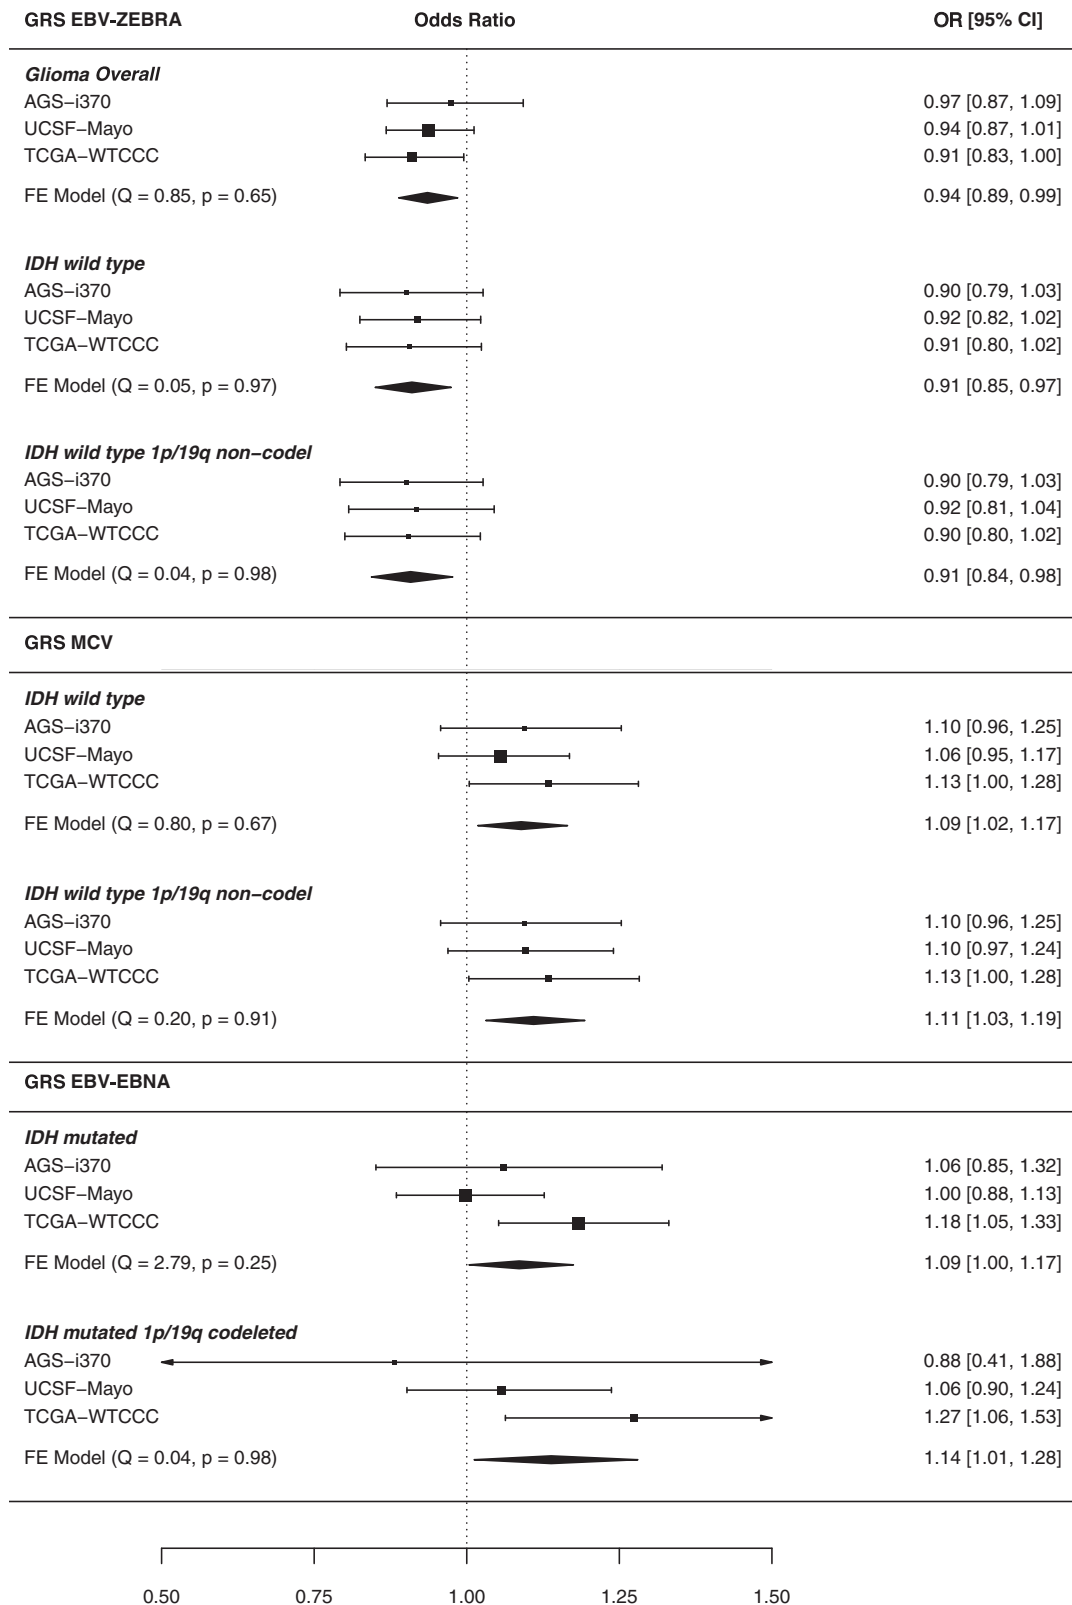 GRS EBV-ZEBRA Odds Ratio OR [95% CI]
Glioma Overall
AGS−i370 0.97 [0.87, 1.09]
UCSF−Mayo 0.94 [0.87, 1.01]
TCGA−WTCCC 0.91 [0.83, 1.00]
FE Model (Q = 0.85, p = 0.65) 0.94 [0.89, 0.99]
IDH wild type
AGS−i370 0.90 [0.79, 1.03]
UCSF−Mayo 0.92 [0.82, 1.02]
TCGA−WTCCC 0.91 [0.80, 1.02]
FE Model (Q = 0.05, p = 0.97) 0.91 [0.85, 0.97]
IDH wild type 1p/19q non−codel
AGS−i370 0.90 [0.79, 1.03]
UCSF−Mayo 0.92 [0.81, 1.04]
TCGA−WTCCC 0.90 [0.80, 1.02]
FE Model (Q = 0.04, p = 0.98) 0.91 [0.84, 0.98]
GRS MCV
IDH wild type
AGS−i370 1.10 [0.96, 1.25]
UCSF−Mayo 1.06 [0.95, 1.17]
TCGA−WTCCC 1.13 [1.00, 1.28]
FE Model (Q = 0.80, p = 0.67) 1.09 [1.02, 1.17]
IDH wild type 1p/19q non−codel
AGS−i370 1.10 [0.96, 1.25]
UCSF−Mayo 1.10 [0.97, 1.24]
TCGA−WTCCC 1.13 [1.00, 1.28]
FE Model (Q = 0.20, p = 0.91) 1.11 [1.03, 1.19]
GRS EBV-EBNA
IDH mutated
AGS−i370 1.06 [0.85, 1.32]
UCSF−Mayo 1.00 [0.88, 1.13]
TCGA−WTCCC 1.18 [1.05, 1.33]
FE Model (Q = 2.79, p = 0.25) 1.09 [1.00, 1.17]
IDH mutated 1p/19q codeleted
AGS−i370 0.88 [0.41, 1.88]
UCSF−Mayo 1.06 [0.90, 1.24]
TCGA−WTCCC 1.27 [1.06, 1.53]
FE Model (Q = 0.04, p = 0.98) 1.14 [1.01, 1.28]
0.50 0.75 1.00 1.25 1.50